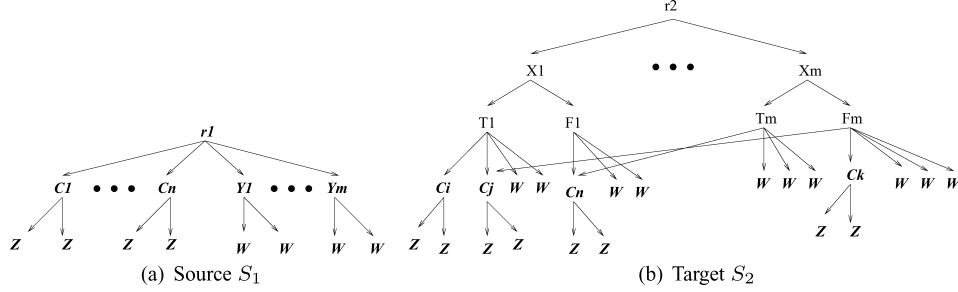 r2
X1 Xm
T1 F1 Tm Fm
r1
C1 Cn Y1 Ym
Z Z Z Z W W W W
Ci Cj W W Cn W W W W W Ck W W W
Z Z Z Z Z Z Z Z
(a) Source S₁
(b) Target S₂